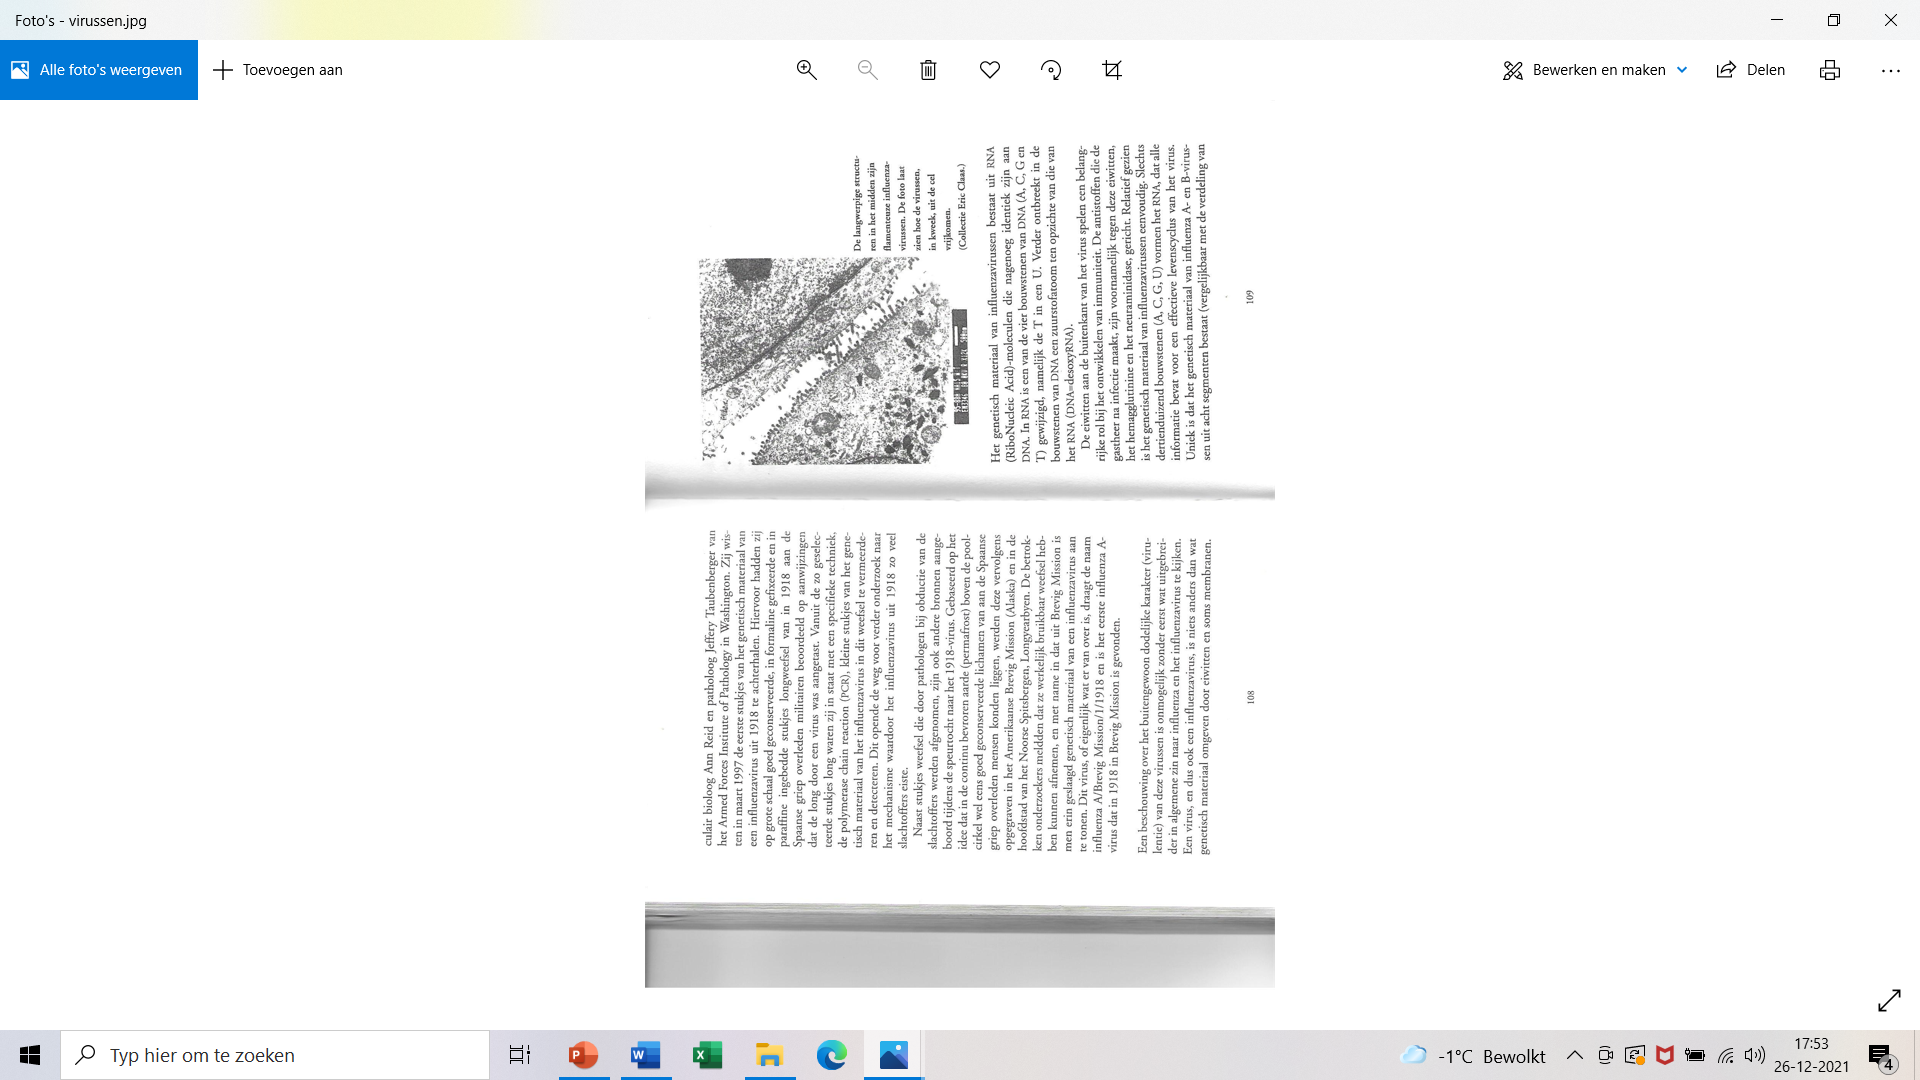 Foto's - virussen.jpg
Alle foto's weergeven
Toevoegen aan
Bewerken en maken
Delen
culair bioloog Ann Reid en patholoog Jeffery Taubenberger van
het Armed Forces Institute of Pathology in Washington. Zij wis-
ten in maart 1997 de eerste stukjes van het genetisch materiaal van
een influenzavirus uit 1918 te achterhalen. Hiervoor hadden zij
op grote schaal goed geconserveerde, in formaline gefixeerde en in
paraffine ingebedde stukjes longweefsel van in 1918 aan de
Spaanse griep overleden militairen beoordeeld op aanwijzingen
dat de long door een virus was aangetast. Vanuit de zo geselec-
teerde stukjes long waren zij in staat met een specifieke techniek,
de polymerase chain reaction (PCR), kleine stukjes van het gene-
tisch materiaal van het influenzavirus in dit weefsel te vermeerde-
ren en detecteren. Dit opende de weg voor verder onderzoek naar
het mechanisme waardoor het influenzavirus uit 1918 zo veel
slachtoffers eiste.
Naast stukjes weefsel die door pathologen bij obductie van de
slachtoffers werden afgenomen, zijn ook andere bronnen aange-
boord tijdens de speurtocht naar het 1918-virus. Gebaseerd op het
idee dat in de continu bevroren aarde (permafrost) boven de pool-
cirkel wel eens goed geconserveerde lichamen van aan de Spaanse
griep overleden mensen konden liggen, werden deze vervolgens
opgegraven in het Amerikaanse Brevig Mission (Alaska) en in de
hoofdstad van het Noorse Spitsbergen, Longyearbyen. De betrok-
ken onderzoekers meldden dat ze werkelijk bruikbaar weefsel heb-
ben kunnen afnemen, en met name in dat uit Brevig Mission is
men erin geslaagd genetisch materiaal van een influenzavirus aan
te tonen. Dit virus, of eigenlijk wat er van over is, draagt de naam
influenza A/Brevig Mission/1/1918 en is het eerste influenza A-
virus dat in 1918 in Brevig Mission is gevonden.
Een beschouwing over het buitengewoon dodelijke karakter (viru-
lentie) van deze virussen is onmogelijk zonder eerst wat uitgebrei-
der in algemene zin naar influenza en het influenzavirus te kijken.
Een virus, en dus ook een influenzavirus, is niets anders dan wat
genetisch materiaal omgeven door eiwitten en soms membranen.
108
De langwerpige structu-
ren in het midden zijn
filamenteuze influenza-
virussen. De foto laat
zien hoe de virussen,
in kweek, uit de cel
vrijkomen.
(Collectie Eric Claas.)
Het genetisch materiaal van influenzavirussen bestaat uit RNA
(RiboNucleic Acid)-moleculen die nagenoeg identiek zijn aan
DNA. In RNA is een van de vier bouwstenen van DNA (A, C, G en
T) gewijzigd, namelijk de T in een U. Verder ontbreekt in de
bouwstenen van DNA een zuurstofatoom ten opzichte van die van
het RNA (DNA=desoxyRNA).
De eiwitten aan de buitenkant van het virus spelen een belang-
rijke rol bij het ontwikkelen van immuniteit. De antistoffen die de
gastheer na infectie maakt, zijn voornamelijk tegen deze eiwitten,
het hemagglutinine en het neuraminidase, gericht. Relatief gezien
is het genetisch materiaal van influenzavirussen eenvoudig. Slechts
dertienduizend bouwstenen (A, C, G, U) vormen het RNA, dat alle
informatie bevat voor een effectieve levenscyclus van het virus.
Uniek is dat het genetisch materiaal van influenza A- en B-virus-
sen uit acht segmenten bestaat (vergelijkbaar met de verdeling van
109
Typ hier om te zoeken
-1°C Bewolkt
17:53
26-12-2021
4